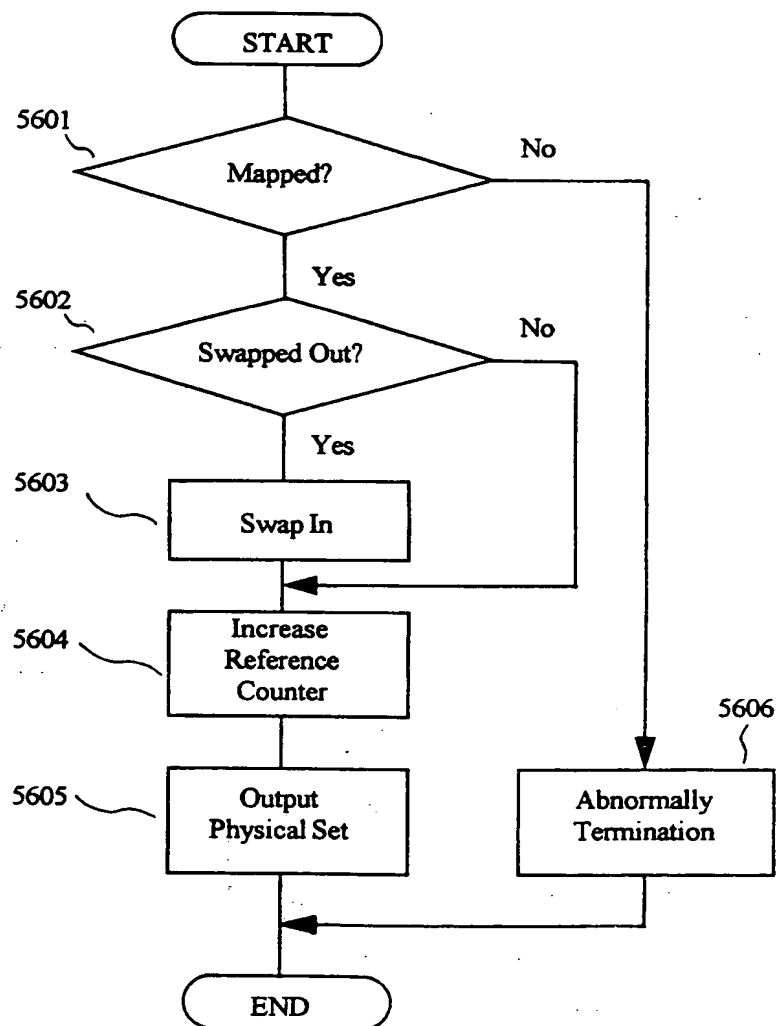 START
5601
Mapped?
No
Yes
5602
Swapped Out?
No
Yes
5603
Swap In
5604
Increase
Reference
Counter
5605
Output
Physical Set
5606
Abnormally
Termination
END